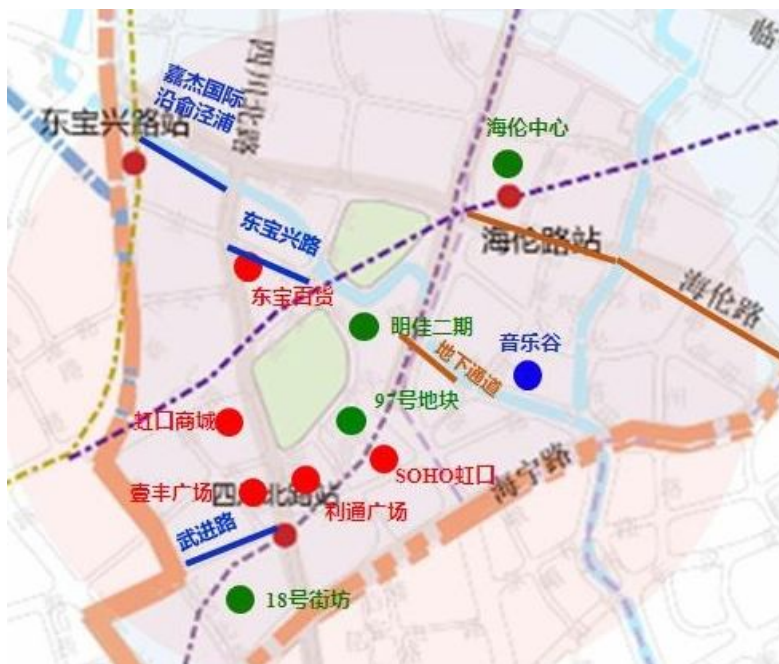 临
四川北路
嘉杰国际
沿俞泾浦
东宝兴路站
海伦中心
东宝兴路
海伦路站
海伦路
东宝百货
明佳二期
地下通道
音乐谷
97号地块
虹口商城
SOHO虹口
海宁路
壹丰广场
四川北路站
利通广场
武进路
18号街坊